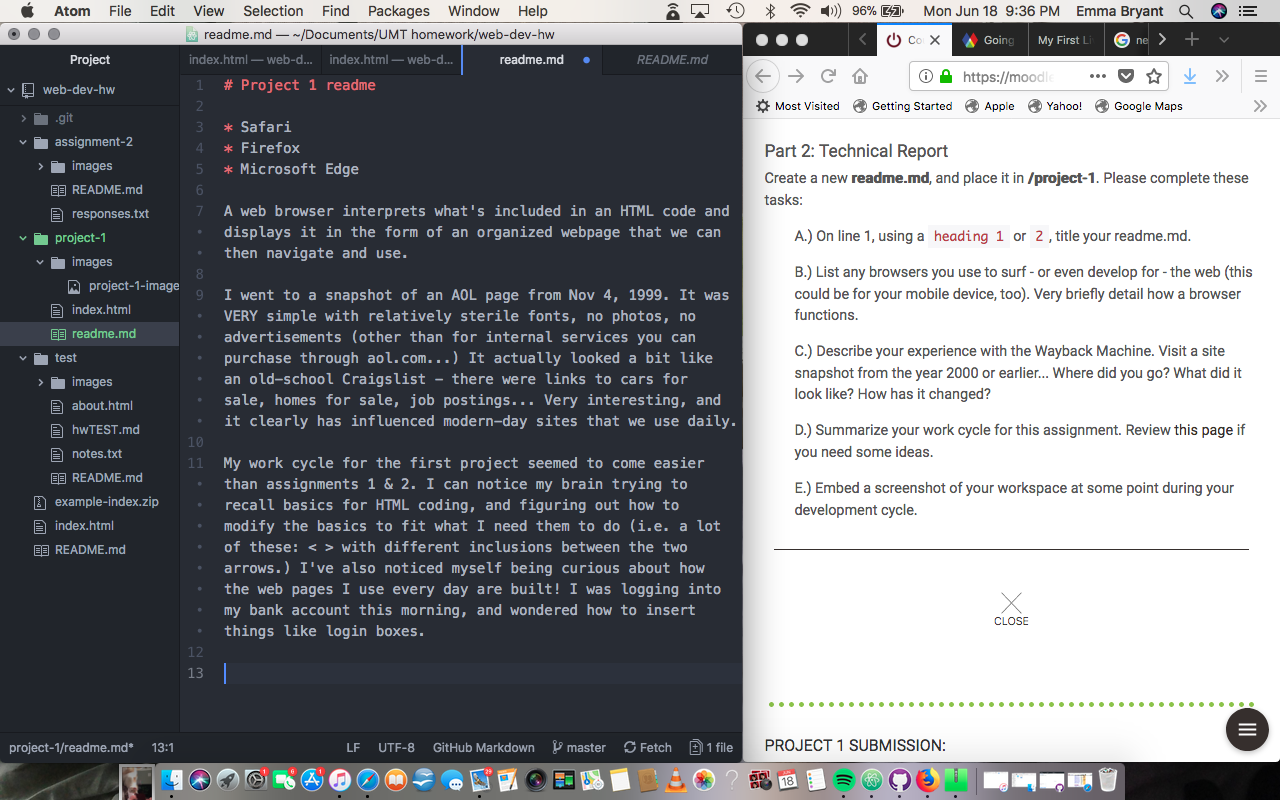 Atom File Edit View Selection Find Packages Window Help 96% Mon Jun 18 9:36 PM Emma Bryant
readme.md — ~/Documents/UMT homework/web-dev-hw
Project
web-dev-hw
.git
assignment-2
images
README.md
responses.txt
project-1
images
project-1-image
index.html
readme.md
test
images
about.html
hwTEST.md
notes.txt
README.md
example-index.zip
index.html
README.md
index.html — web-d... index.html — web-d... readme.md README.md
1 # Project 1 readme
2
3 * Safari
4 * Firefox
5 * Microsoft Edge
6
7 A web browser interprets what's included in an HTML code and
displays it in the form of an organized webpage that we can
then navigate and use.
8
9 I went to a snapshot of an AOL page from Nov 4, 1999. It was
VERY simple with relatively sterile fonts, no photos, no
advertisements (other than for internal services you can
purchase through aol.com...) It actually looked a bit like
an old-school Craigslist - there were links to cars for
sale, homes for sale, job postings... Very interesting, and
it clearly has influenced modern-day sites that we use daily.
10
11 My work cycle for the first project seemed to come easier
than assignments 1 & 2. I can notice my brain trying to
recall basics for HTML coding, and figuring out how to
modify the basics to fit what I need them to do (i.e. a lot
of these: < > with different inclusions between the two
arrows.) I've also noticed myself being curious about how
the web pages I use every day are built! I was logging into
my bank account this morning, and wondered how to insert
things like login boxes.
12
13
project-1/readme.md* 13:1 LF UTF-8 GitHub Markdown master Fetch 1 file
Co Going My First Li ne
https://moodle
Most Visited Getting Started Apple Yahoo! Google Maps
Part 2: Technical Report
Create a new readme.md, and place it in /project-1. Please complete these
tasks:
A.) On line 1, using a heading 1 or 2 , title your readme.md.
B.) List any browsers you use to surf - or even develop for - the web (this
could be for your mobile device, too). Very briefly detail how a browser
functions.
C.) Describe your experience with the Wayback Machine. Visit a site
snapshot from the year 2000 or earlier... Where did you go? What did it
look like? How has it changed?
D.) Summarize your work cycle for this assignment. Review this page if
you need some ideas.
E.) Embed a screenshot of your workspace at some point during your
development cycle.
CLOSE
PROJECT 1 SUBMISSION:
18